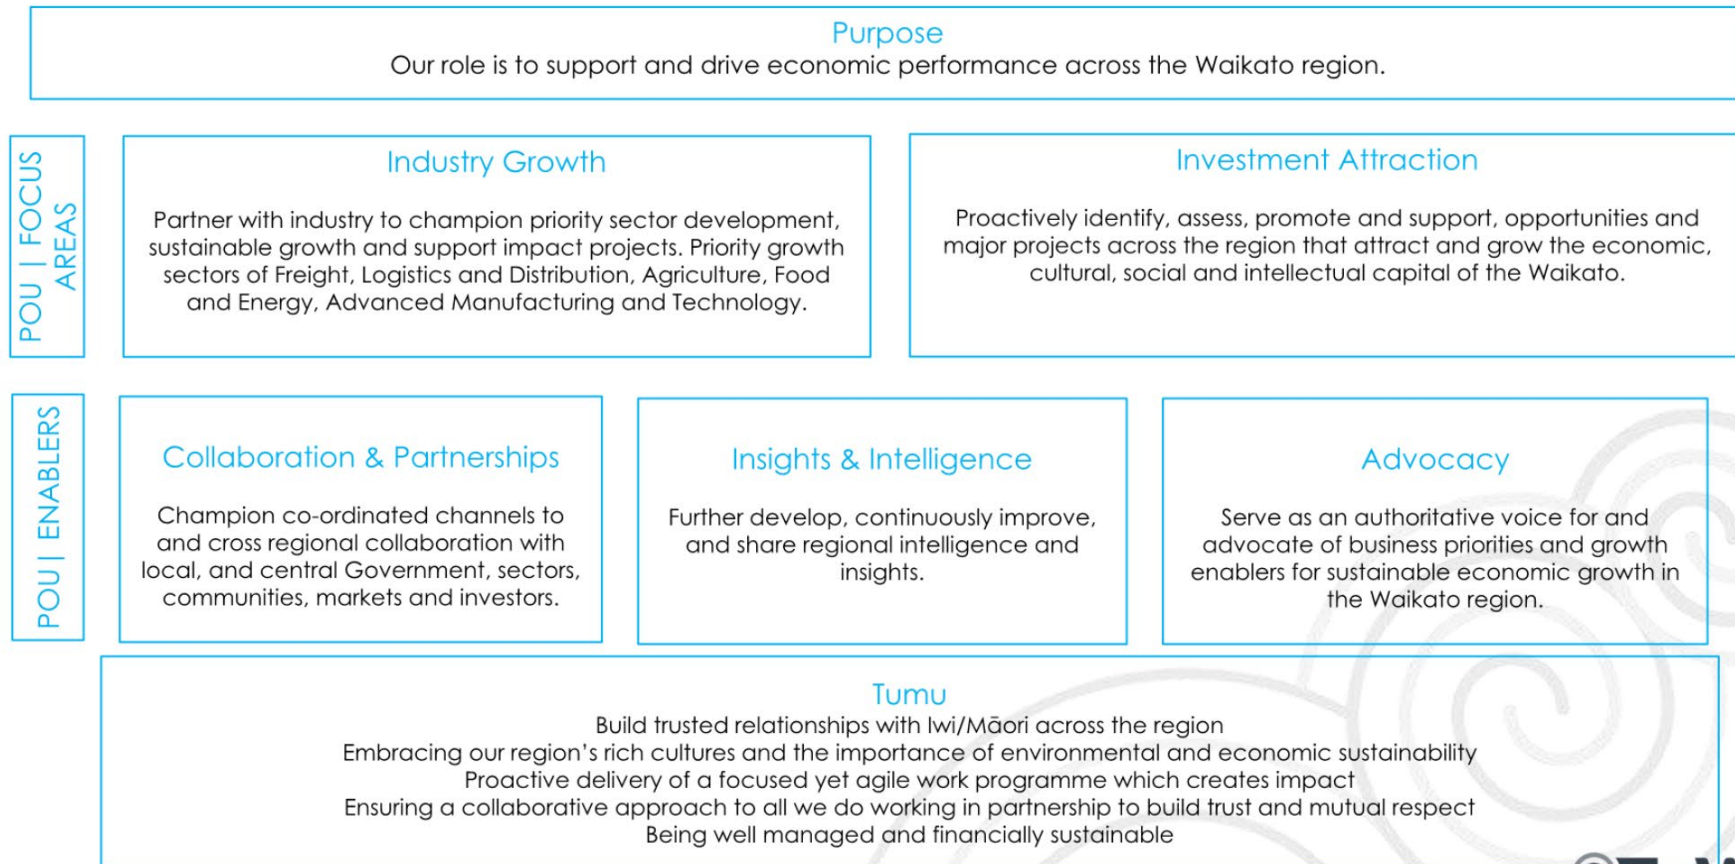 Purpose
Our role is to support and drive economic performance across the Waikato region.
POU | FOCUS
AREAS
Industry Growth
Partner with industry to champion priority sector development,
sustainable growth and support impact projects. Priority growth
sectors of Freight, Logistics and Distribution, Agriculture, Food
and Energy, Advanced Manufacturing and Technology.
Investment Attraction
Proactively identify, assess, promote and support, opportunities and
major projects across the region that attract and grow the economic,
cultural, social and intellectual capital of the Waikato.
POU | ENABLERS
Collaboration & Partnerships
Champion co-ordinated channels to
and cross regional collaboration with
local, and central Government, sectors,
communities, markets and investors.
Insights & Intelligence
Further develop, continuously improve,
and share regional intelligence and
insights.
Advocacy
Serve as an authoritative voice for and
advocate of business priorities and growth
enablers for sustainable economic growth in
the Waikato region.
Tumu
Build trusted relationships with Iwi/Māori across the region
Embracing our region's rich cultures and the importance of environmental and economic sustainability
Proactive delivery of a focused yet agile work programme which creates impact
Ensuring a collaborative approach to all we do working in partnership to build trust and mutual respect
Being well managed and financially sustainable